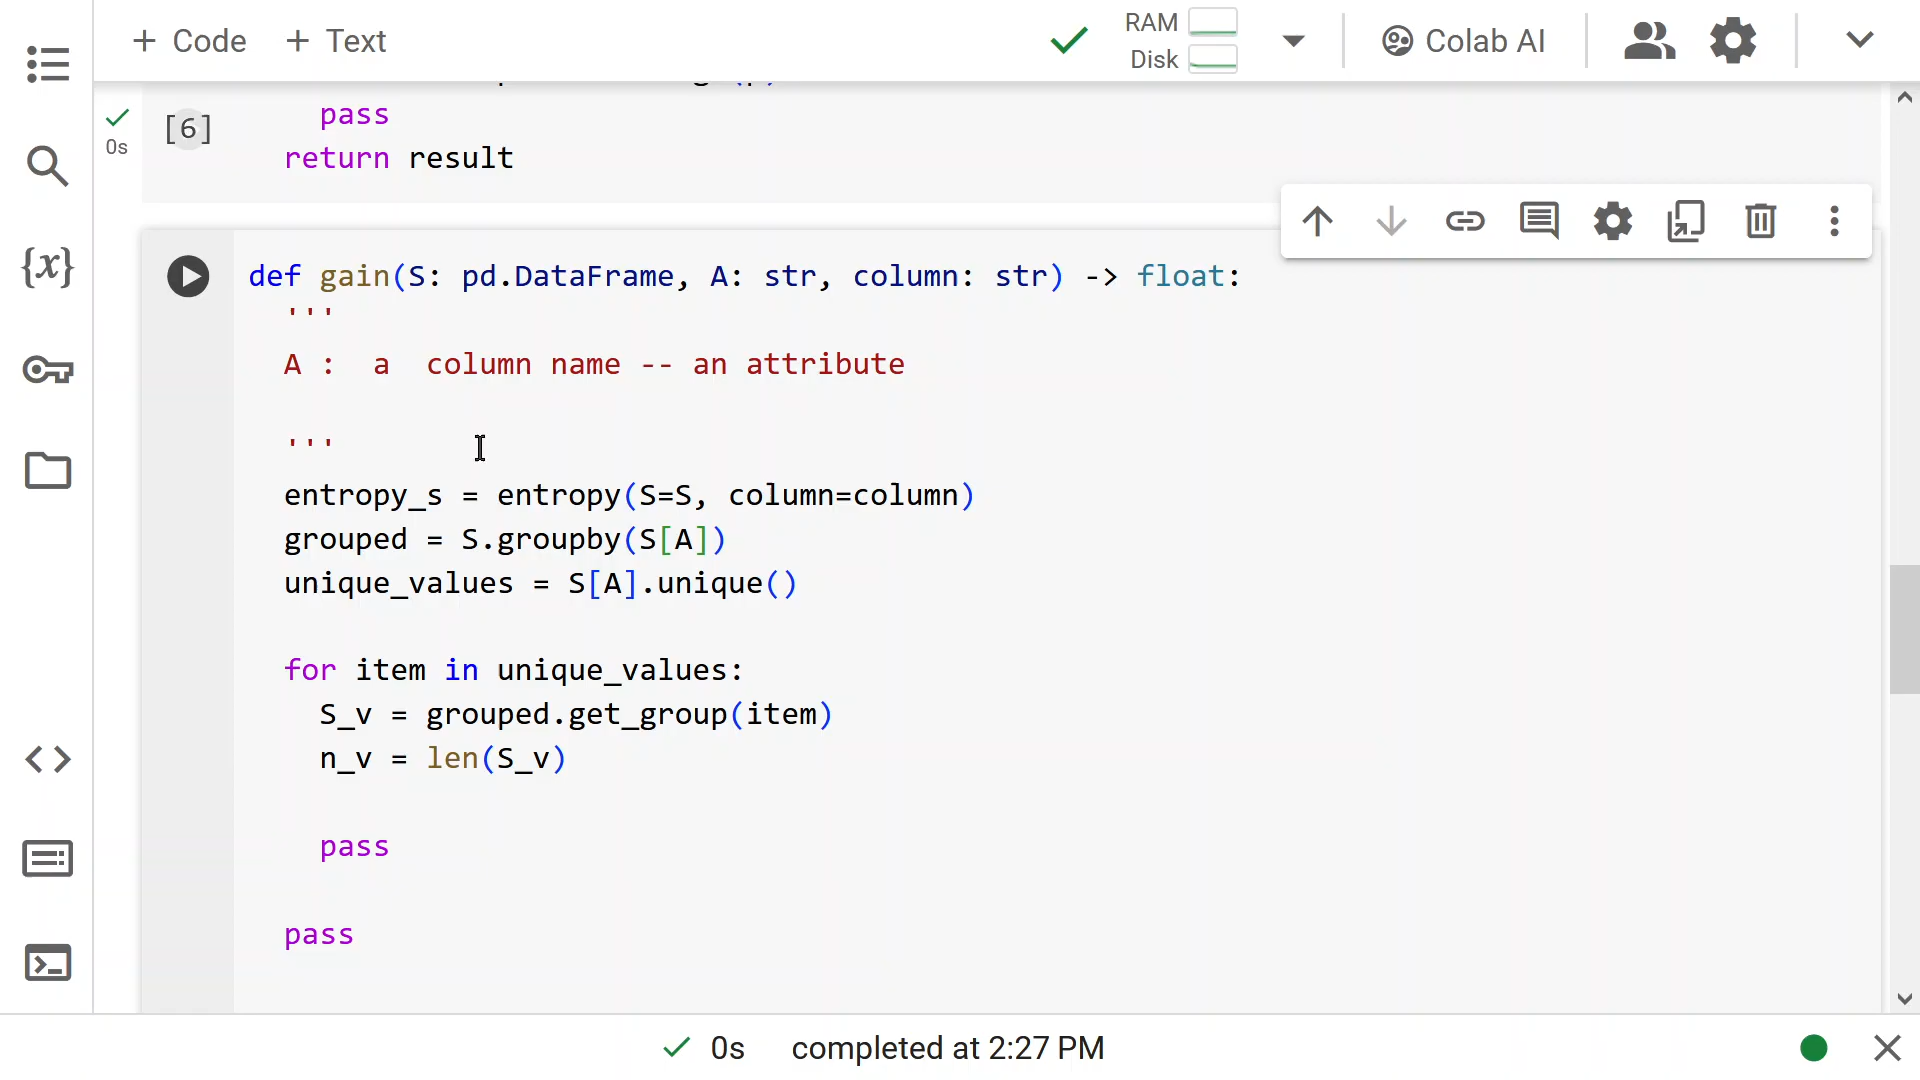 + Code + Text
RAM
Disk
Colab AI
{x}
pass
[6]
0s
return result
def gain(S: pd.DataFrame, A: str, column: str) -> float:
'''
A :  a  column name -- an attribute
'''
entropy_s = entropy(S=S, column=column)
grouped = S.groupby(S[A])
unique_values = S[A].unique()
for item in unique_values:
S_v = grouped.get_group(item)
n_v = len(S_v)
pass
pass
0s completed at 2:27 PM